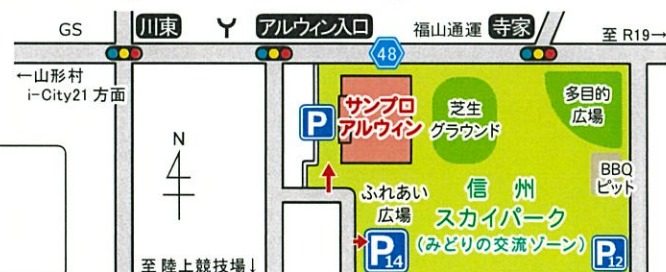 GS
川東
アルウィン入口
福山通運
寺家
至 R19→
48
←山形村
i-City21 方面
P
サンプロ
アルウィン
芝生
グラウンド
多目的
広場
N
BBQ
ピット
ふれあい
広場
信州
スカイパーク
(みどりの交流ゾーン)
P14
P12
至 陸上競技場↓